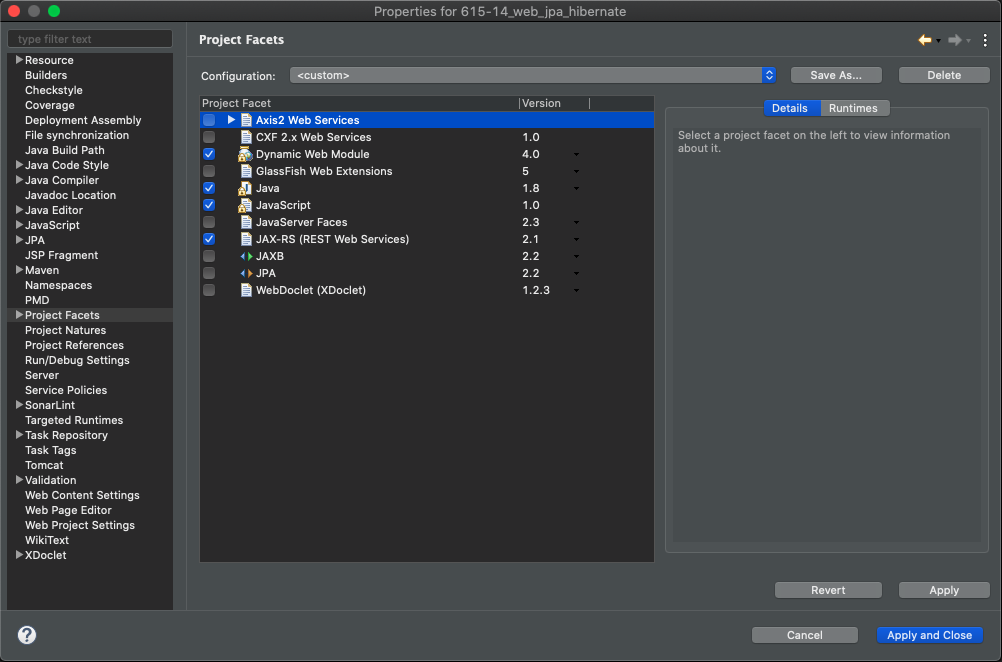 Properties for 615-14_web_jpa_hibernate
type filter text
Resource
Builders
Checkstyle
Coverage
Deployment Assembly
File synchronization
Java Build Path
Java Code Style
Java Compiler
Javadoc Location
Java Editor
JavaScript
JPA
JSP Fragment
Maven
Namespaces
PMD
Project Facets
Project Natures
Project References
Run/Debug Settings
Server
Service Policies
SonarLint
Targeted Runtimes
Task Repository
Task Tags
Tomcat
Validation
Web Content Settings
Web Page Editor
Web Project Settings
WikiText
XDoclet
Project Facets
Configuration: <custom> Save As... Delete
Project Facet Version
Axis2 Web Services
CXF 2.x Web Services 1.0
Dynamic Web Module 4.0
GlassFish Web Extensions 5
Java 1.8
JavaScript 1.0
JavaServer Faces 2.3
JAX-RS (REST Web Services) 2.1
JAXB 2.2
JPA 2.2
WebDoclet (XDoclet) 1.2.3
Details Runtimes
Select a project facet on the left to view information
about it.
Revert Apply
? Cancel Apply and Close